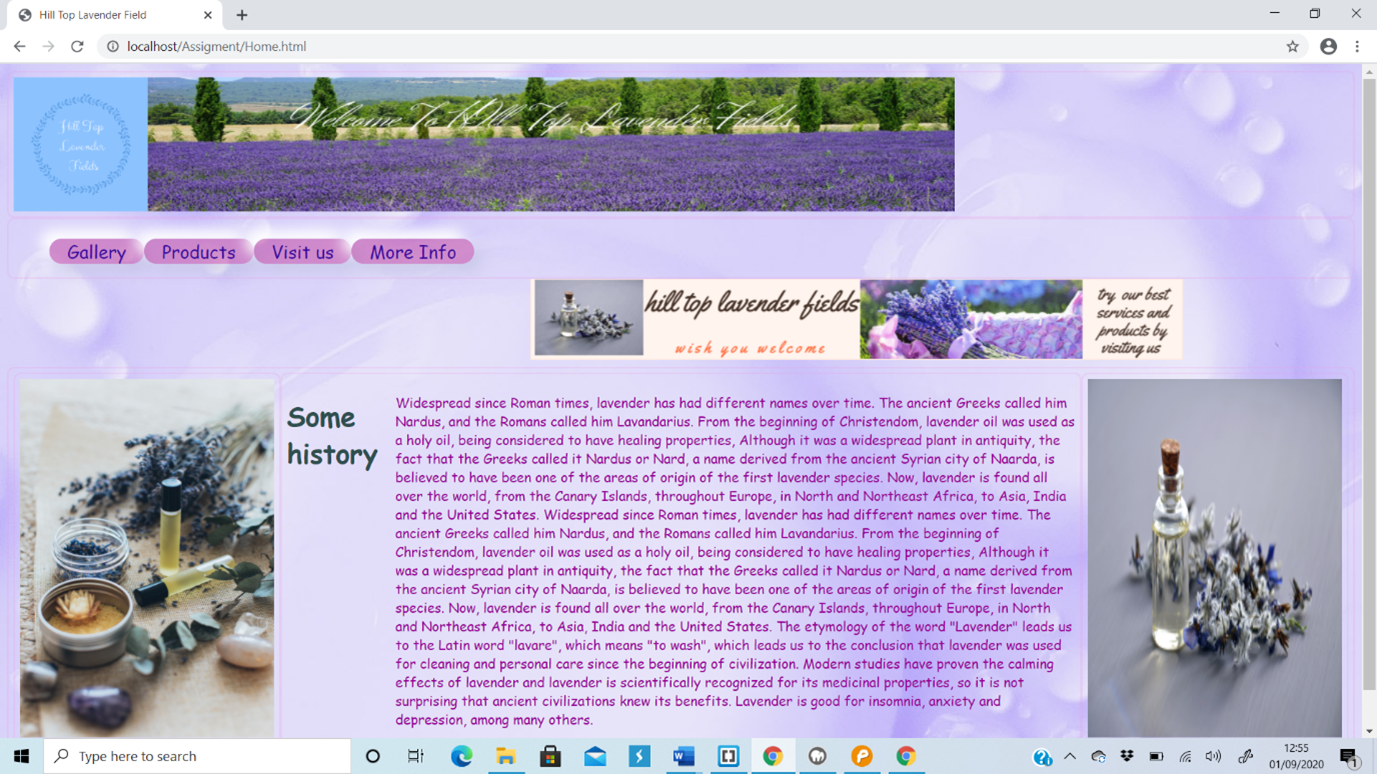 Hill Top Lavender Field
localhost/Assigment/Home.html
Hill Top
Lavender
Fields
Welcome To Hill Top Lavender Fields
Gallery Products Visit us More Info
hill top lavender fields
wish you welcome
try our best
services and
products by
visiting us
Some
history
Widespread since Roman times, lavender has had different names over time. The ancient Greeks called him
Nardus, and the Romans called him Lavandarius. From the beginning of Christendom, lavender oil was used as
a holy oil, being considered to have healing properties, Although it was a widespread plant in antiquity, the
fact that the Greeks called it Nardus or Nard, a name derived from the ancient Syrian city of Naarda, is
believed to have been one of the areas of origin of the first lavender species. Now, lavender is found all
over the world, from the Canary Islands, throughout Europe, in North and Northeast Africa, to Asia, India
and the United States. Widespread since Roman times, lavender has had different names over time. The
ancient Greeks called him Nardus, and the Romans called him Lavandarius. From the beginning of
Christendom, lavender oil was used as a holy oil, being considered to have healing properties, Although it
was a widespread plant in antiquity, the fact that the Greeks called it Nardus or Nard, a name derived from
the ancient Syrian city of Naarda, is believed to have been one of the areas of origin of the first lavender
species. Now, lavender is found all over the world, from the Canary Islands, throughout Europe, in North
and Northeast Africa, to Asia, India and the United States. The etymology of the word "Lavender" leads us
to the Latin word "lavare", which means "to wash", which leads us to the conclusion that lavender was used
for cleaning and personal care since the beginning of civilization. Modern studies have proven the calming
effects of lavender and lavender is scientifically recognized for its medicinal properties, so it is not
surprising that ancient civilizations knew its benefits. Lavender is good for insomnia, anxiety and
depression, among many others.
Type here to search
12:55
01/09/2020
1